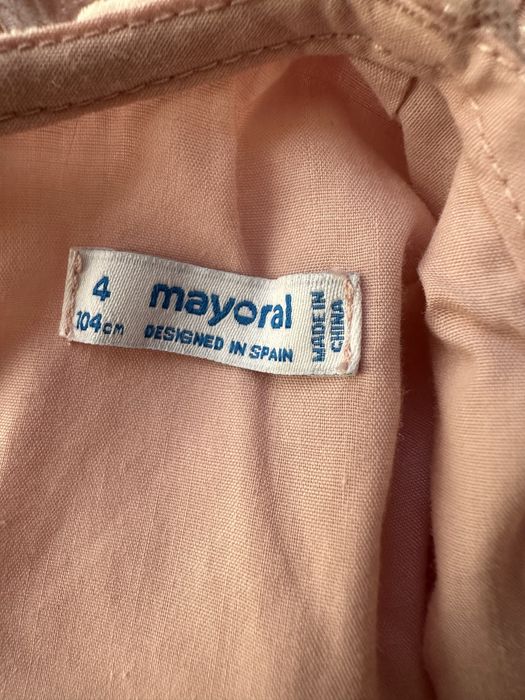 4
104cm
mayoral
DESIGNED IN SPAIN
MADE IN
CHINA